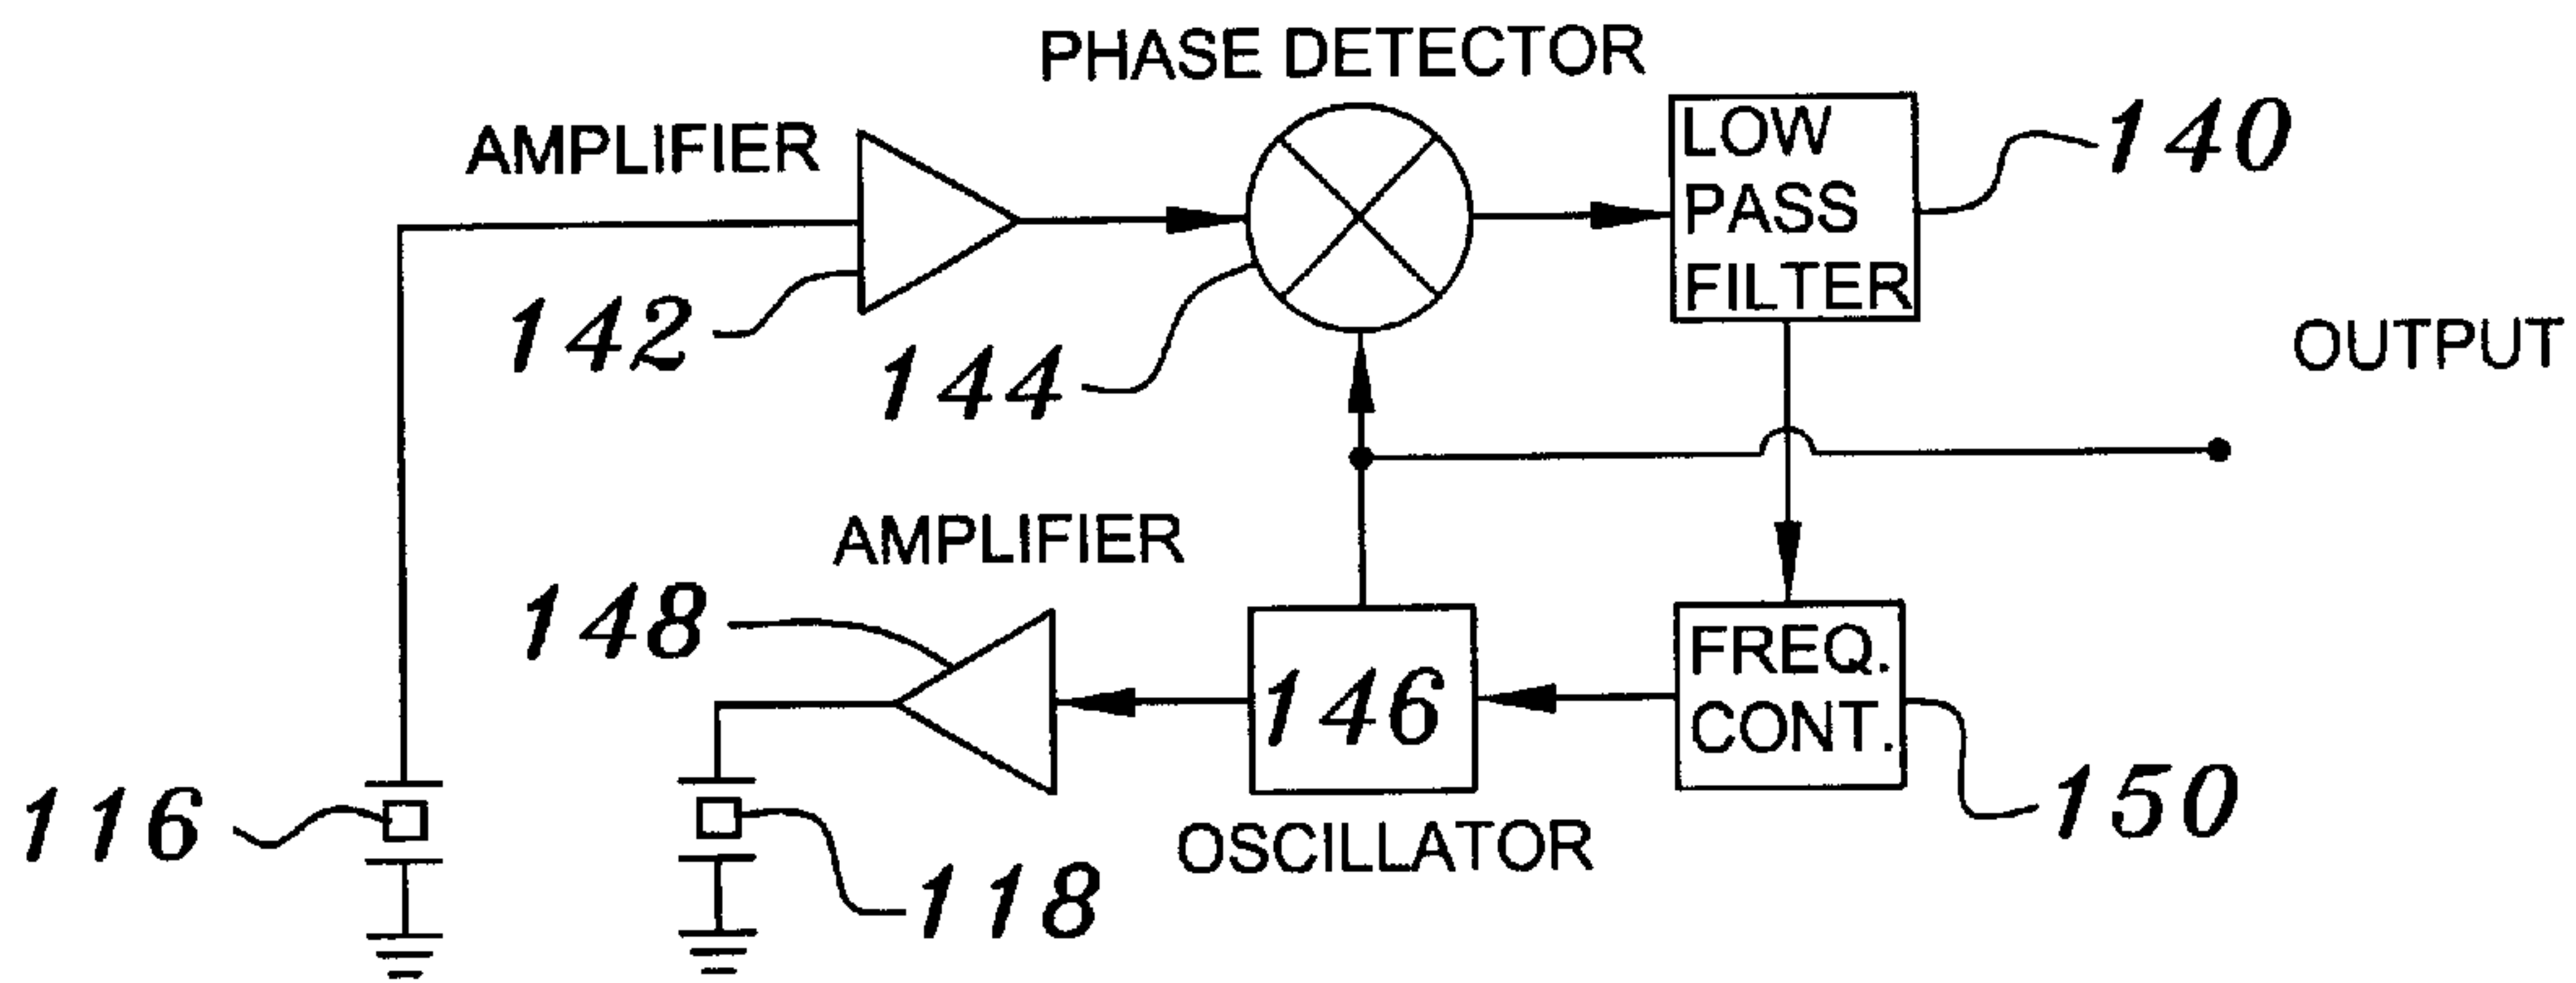 PHASE DETECTOR
AMPLIFIER
LOW
PASS
FILTER
140
142
144
OUTPUT
AMPLIFIER
148
146
FREQ.
CONT.
116
118
OSCILLATOR
150